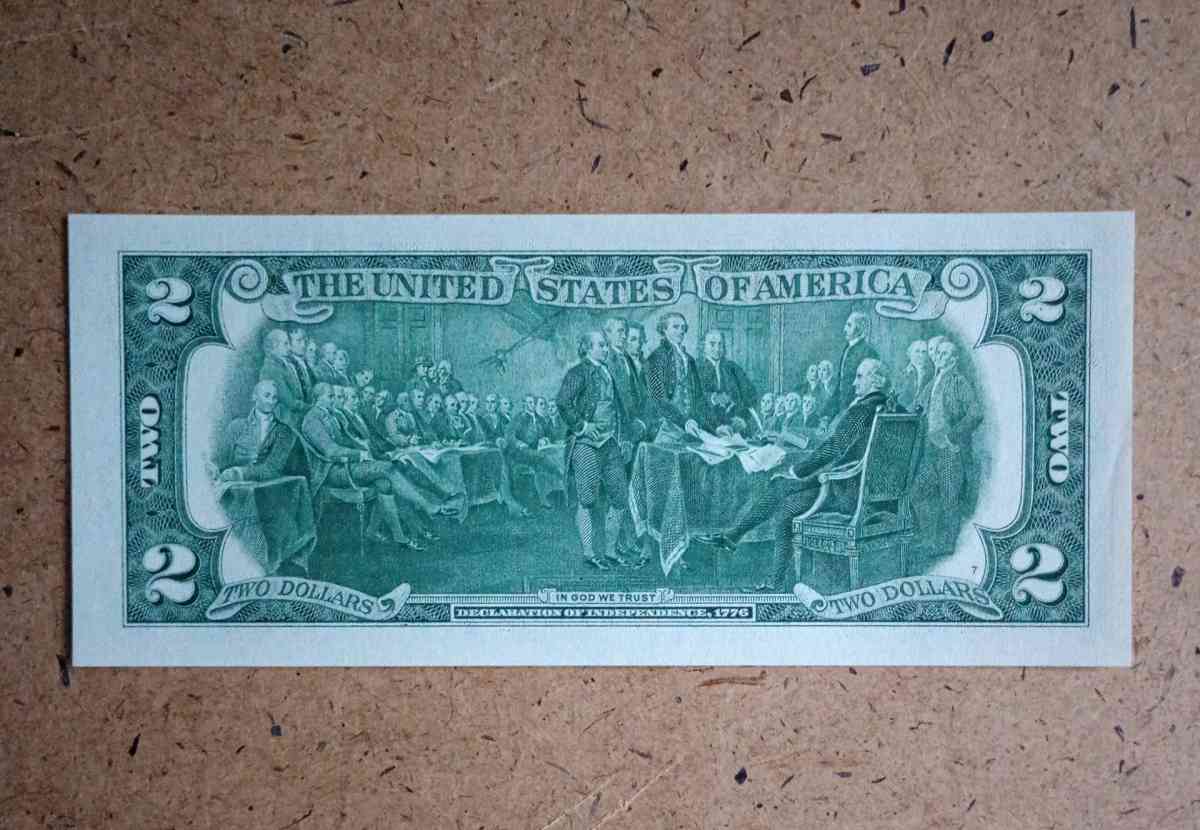 THE UNITED STATES OF AMERICA
2
2
TWO
TWO
7
2
2
TWO DOLLARS
IN GOD WE TRUST
TWO DOLLARS
DECLARATION OF INDEPENDENCE, 1776